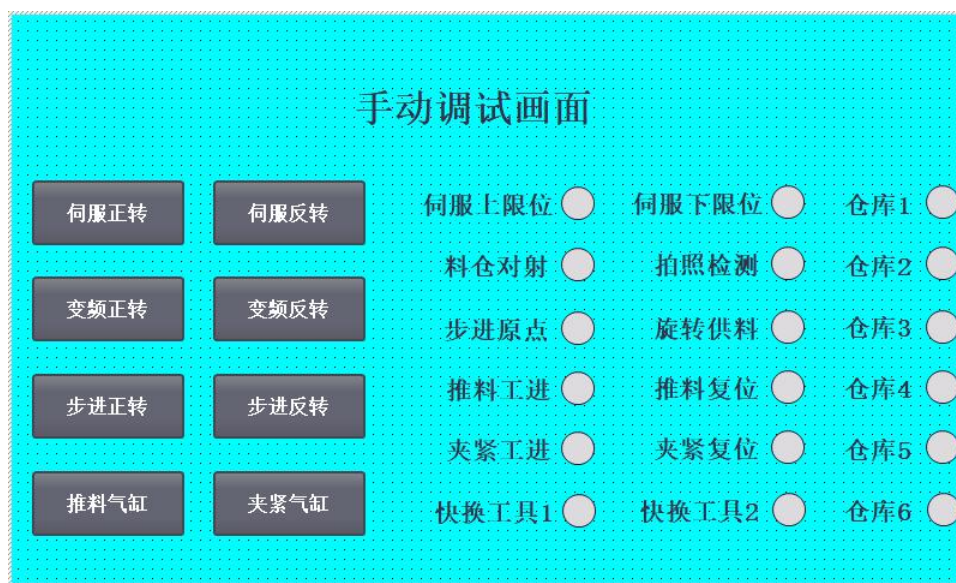 手动调试画面
伺服正转 伺服反转 伺服上限位 伺服下限位 仓库1
料仓对射 拍照检测 仓库2
变频正转 变频反转 步进原点 旋转供料 仓库3
步进正转 步进反转 推料工进 推料复位 仓库4
夹紧工进 夹紧复位 仓库5
推料气缸 夹紧气缸 快换工具1 快换工具2 仓库6